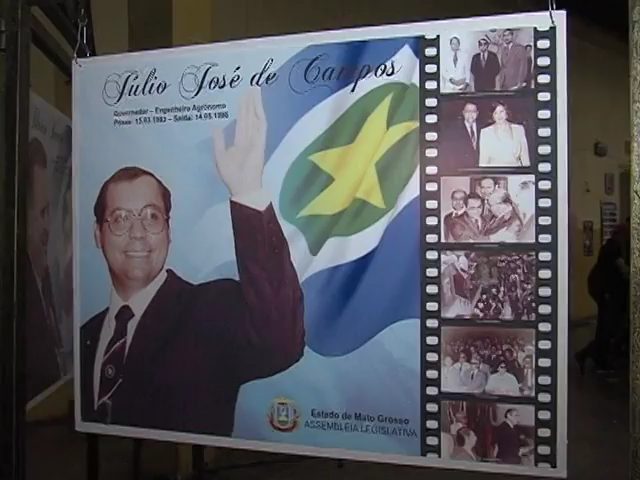 Júlio José de Campos
Governador – Engenheiro Agrônomo
Posse: 15.03.1983 – Saída: 14.05.1986
Estado de Mato Grosso
ASSEMBLÉIA LEGISLATIVA